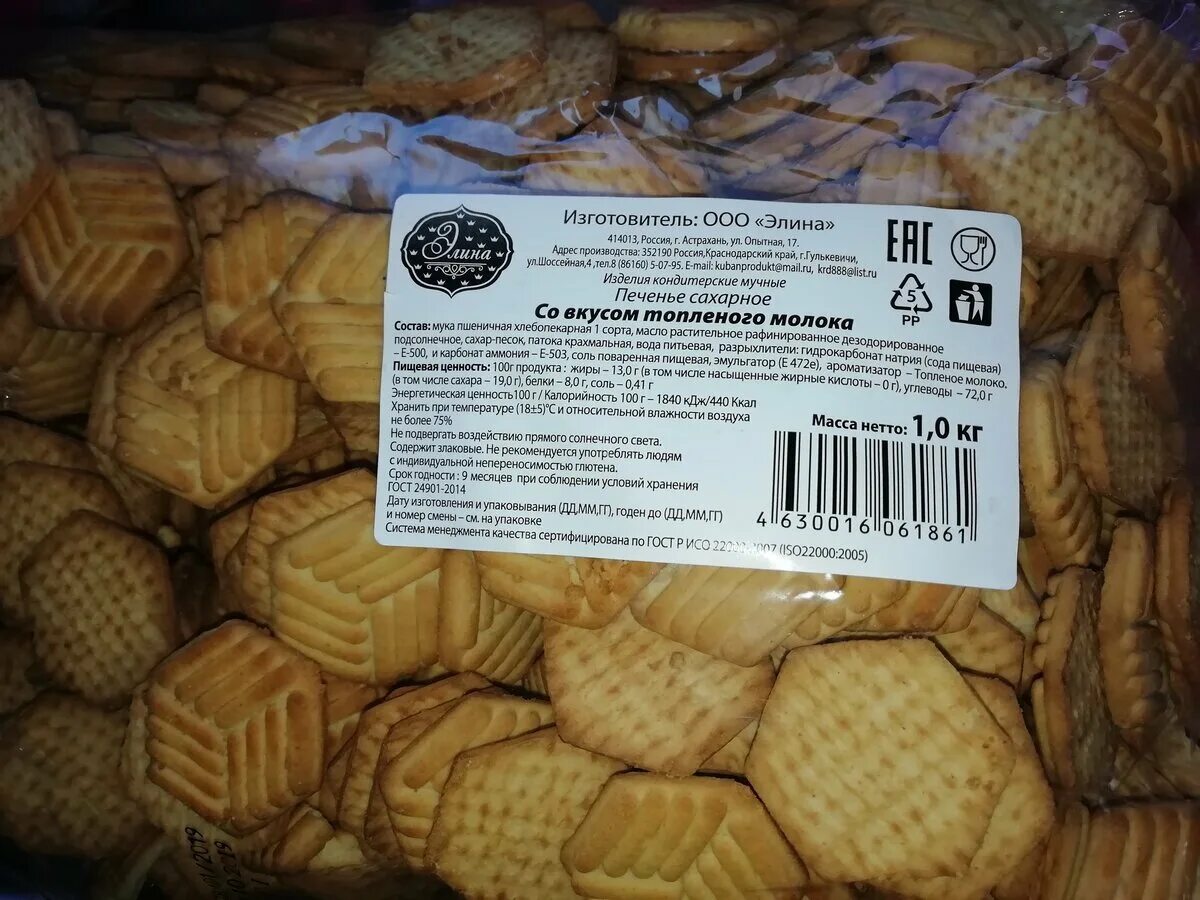 Элина
Изготовитель: ООО «Элина»
414013, Россия, г. Астрахань, ул. Опытная, 17.
Адрес производства: 352190 Россия,Краснодарский край, г.Гулькевичи,
ул.Шоссейная,4 ,тел.8 (86160) 5-07-95. E-mail: kubanprodukt@mail.ru, krd888@list.ru
Изделия кондитерские мучные
Печенье сахарное
Со вкусом топленого молока
EAC
5
PP
Состав: мука пшеничная хлебопекарная 1 сорта, масло растительное рафинированное дезодорированное
подсолнечное, сахар-песок, патока крахмальная, вода питьевая, разрыхлители: гидрокарбонат натрия (сода пищевая)
– Е-500, и карбонат аммония – Е-503, соль поваренная пищевая, эмульгатор (Е 472е), ароматизатор – Топленое молоко.
Пищевая ценность: 100г продукта : жиры – 13,0 г (в том числе насыщенные жирные кислоты – 0 г), углеводы – 72,0 г
(в том числе сахара – 19,0 г), белки – 8,0 г, соль – 0,41 г
Энергетическая ценность100 г / Калорийность 100 г – 1840 кДж/440 Ккал
Хранить при температуре (18±5)°С и относительной влажности воздуха
не более 75%
Не подвергать воздействию прямого солнечного света.
Содержит злаковые. Не рекомендуется употреблять людям
с индивидуальной непереносимостью глютена.
Срок годности : 9 месяцев при соблюдении условий хранения
ГОСТ 24901-2014
Дату изготовления и упаковывания (ДД,ММ,ГГ), годен до (ДД,ММ,ГГ)
и номер смены – см. на упаковке
Система менеджмента качества сертифицирована по ГОСТ Р ИСО 22000-2007 (ISO22000:2005)
Масса нетто: 1,0 кг
4 630016 061861